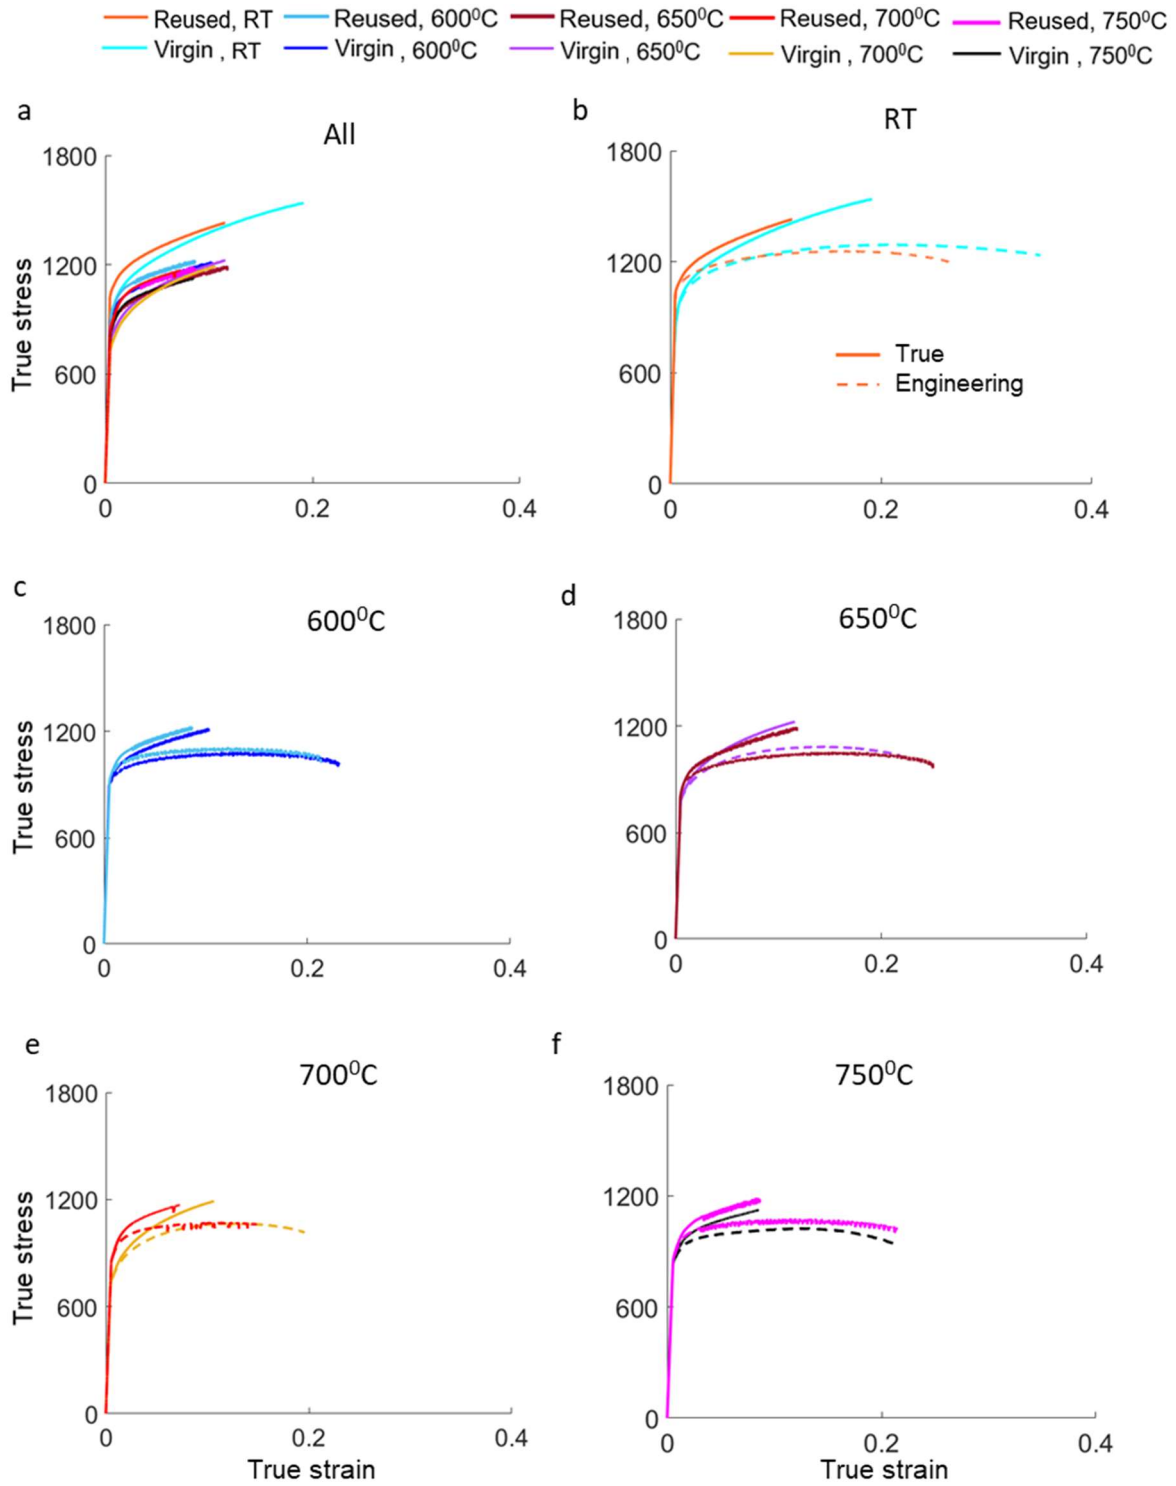 Reused, RT Reused, 600⁰C Reused, 650⁰C Reused, 700⁰C Reused, 750⁰C
Virgin , RT Virgin , 600⁰C Virgin , 650⁰C Virgin , 700⁰C Virgin , 750⁰C
a
All
1800
1200
600
0
True stress
0 0.2 0.4
b
RT
1800
1200
600
0
True
Engineering
0 0.2 0.4
c
600⁰C
1800
1200
600
0
True stress
0 0.2 0.4
d
650⁰C
1800
1200
600
0
0 0.2 0.4
e
700⁰C
1800
1200
600
0
True stress
0 0.2 0.4
True strain
f
750⁰C
1800
1200
600
0
0 0.2 0.4
True strain